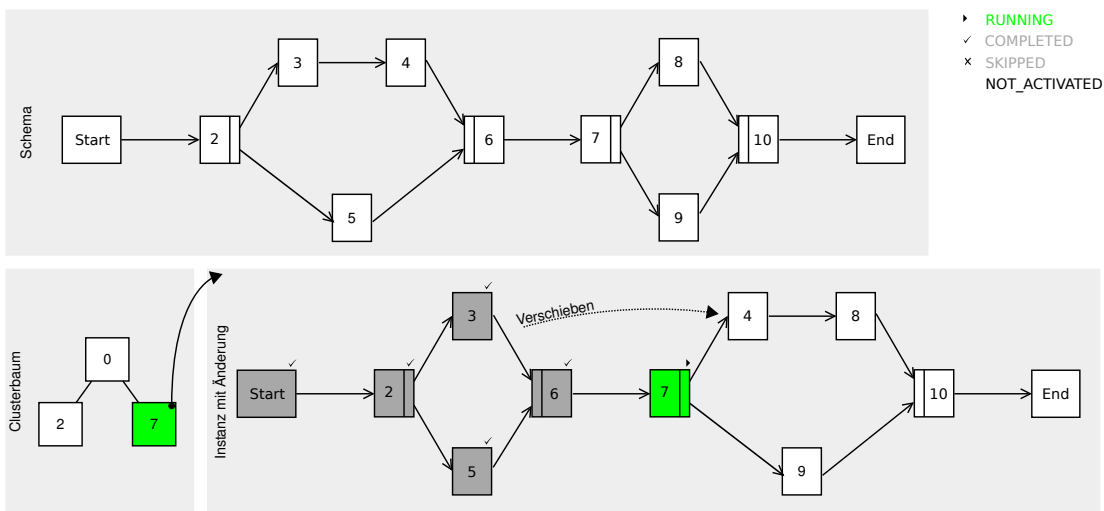 RUNNING
COMPLETED
SKIPPED
NOT_ACTIVATED
Schema
Start
2
3
4
5
6
7
8
9
10
End
Clusterbaum
0
2
7
Instanz mit Änderung
Verschieben
Start
2
3
5
6
7
4
8
9
10
End